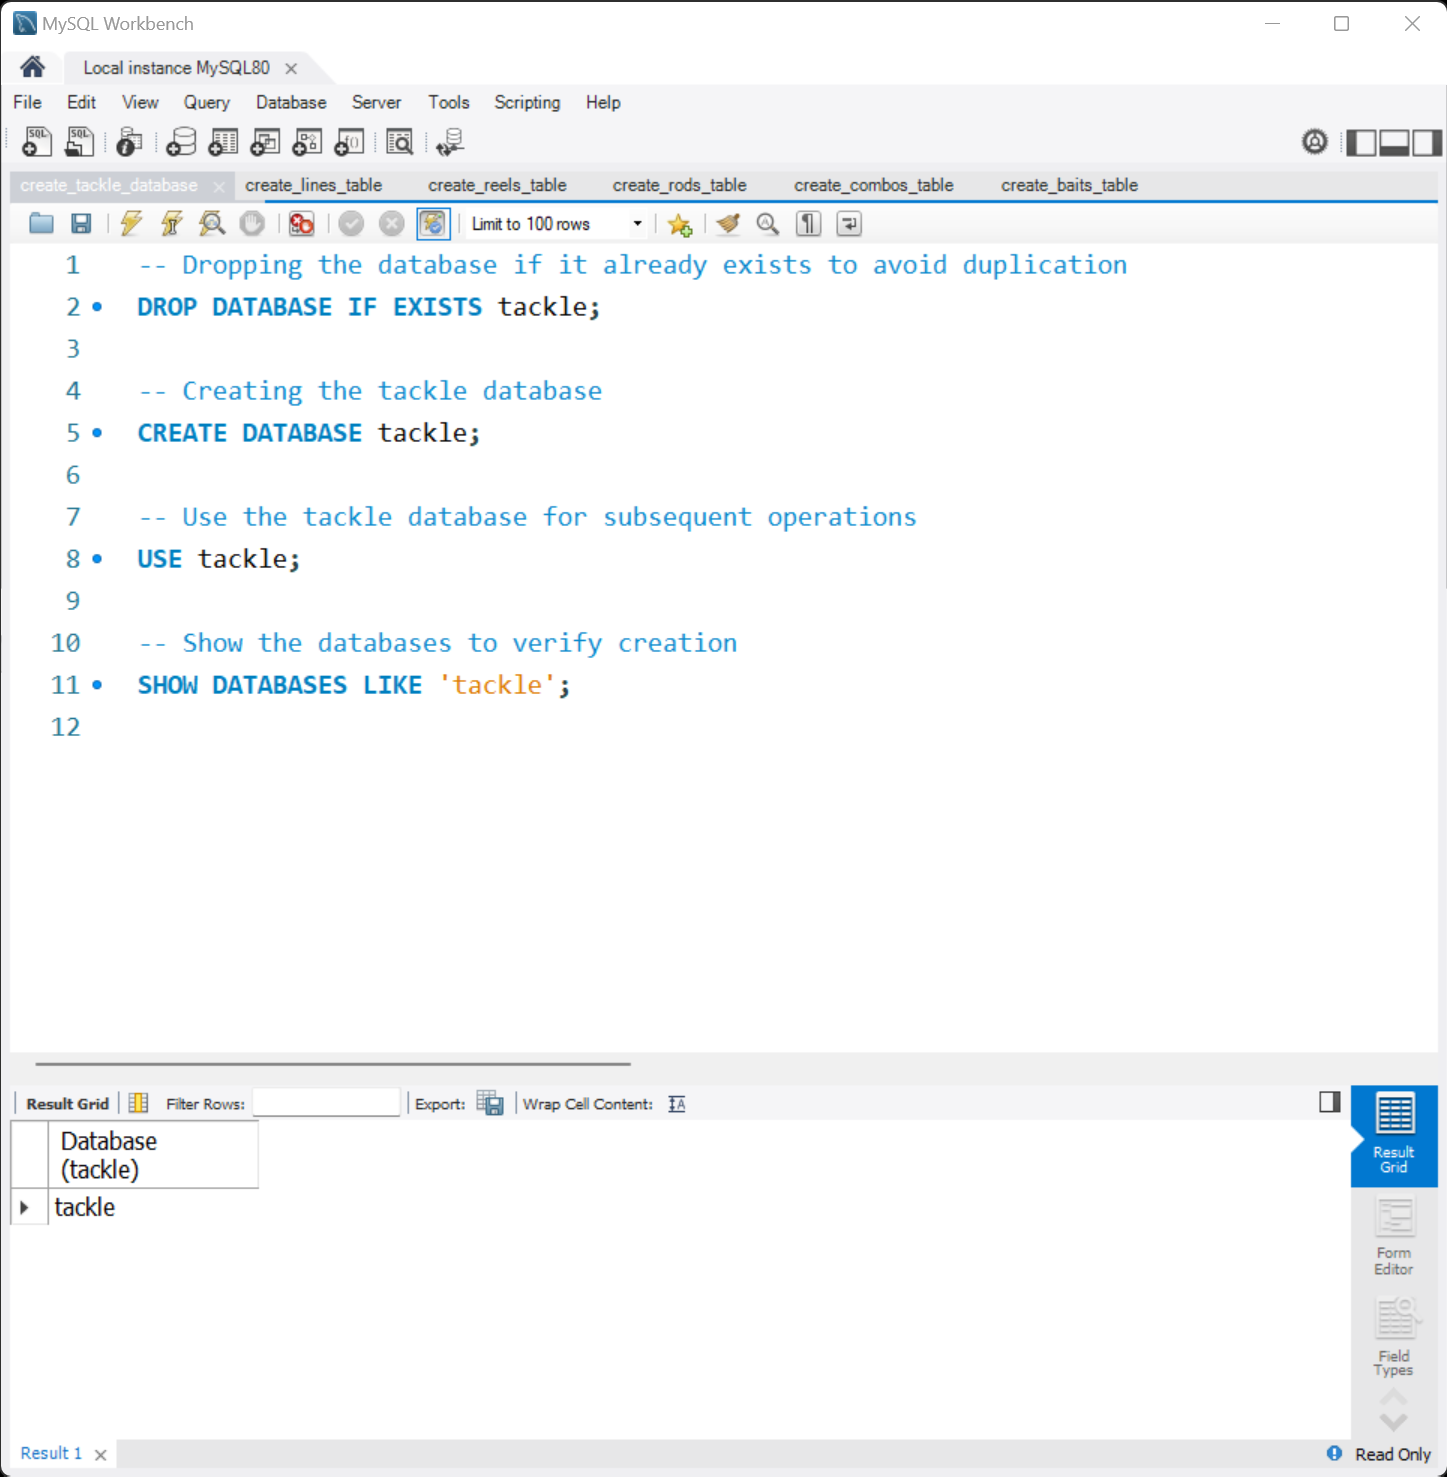 MySQL Workbench
Local instance MySQL80
File Edit View Query Database Server Tools Scripting Help
SQL SQL
create_tackle_database create_lines_table create_reels_table create_rods_table create_combos_table create_baits_table
Limit to 100 rows
1 -- Dropping the database if it already exists to avoid duplication
2 DROP DATABASE IF EXISTS tackle;
3
4 -- Creating the tackle database
5 CREATE DATABASE tackle;
6
7 -- Use the tackle database for subsequent operations
8 USE tackle;
9
10 -- Show the databases to verify creation
11 SHOW DATABASES LIKE 'tackle';
12
Result Grid Filter Rows: Export: Wrap Cell Content:
Database
(tackle)
tackle
Result
Grid
Form
Editor
Field
Types
Result 1
Read Only